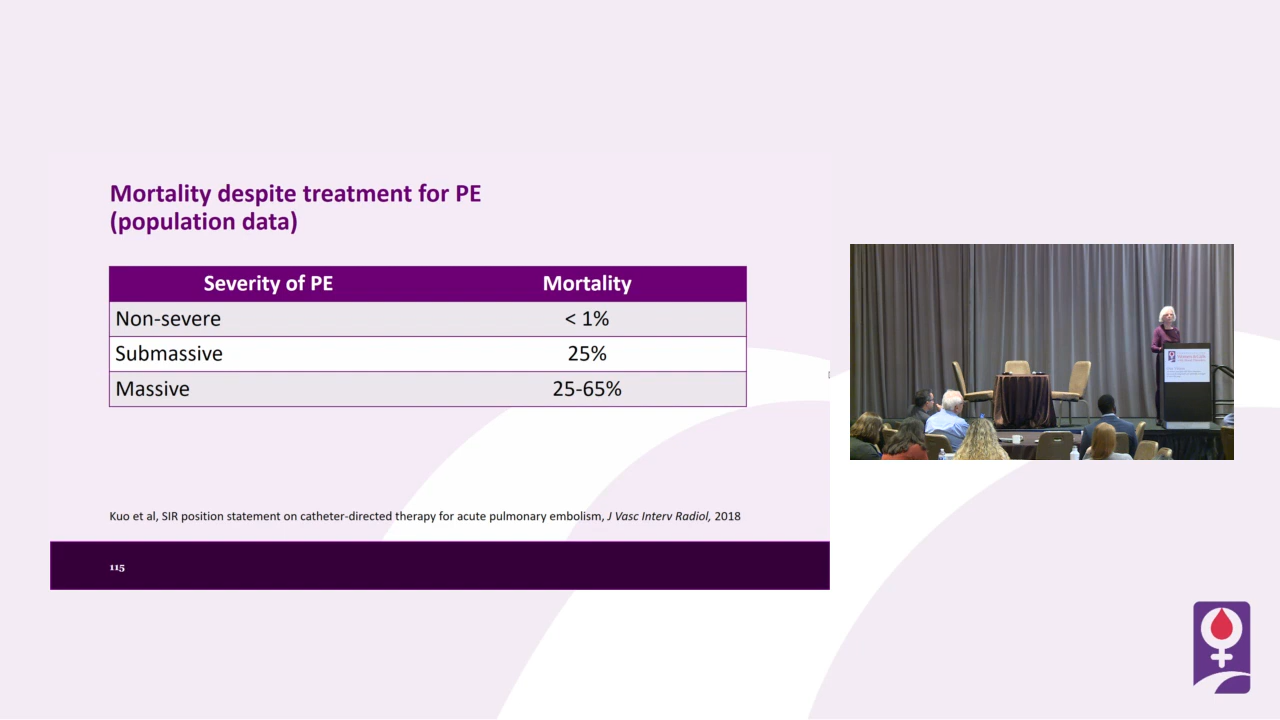 Mortality despite treatment for PE
(population data)
Severity of PE Mortality
Non-severe < 1%
Submassive 25%
Massive 25-65%
Kuo et al, SIR position statement on catheter-directed therapy for acute pulmonary embolism, J Vasc Interv Radiol, 2018
115